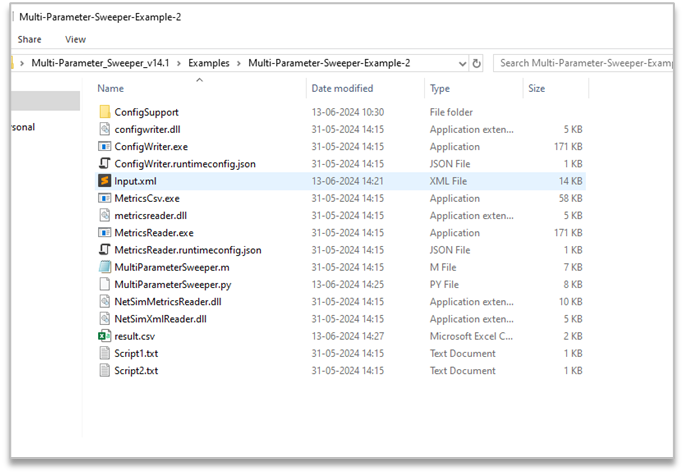 Multi-Parameter-Sweeper-Example-2
Share View
Multi-Parameter_Sweeper_v14.1 > Examples > Multi-Parameter-Sweeper-Example-2 Search Multi-Parameter-Sweeper-Exam
Name Date modified Type Size
ConfigSupport 13-06-2024 10:30 File folder
sonal configwriter.dll 31-05-2024 14:15 Application exten... 5 KB
ConfigWriter.exe 31-05-2024 14:15 Application 171 KB
ConfigWriter.runtimeconfig.json 31-05-2024 14:15 JSON File 1 KB
Input.xml 13-06-2024 14:21 XML File 14 KB
MetricsCsv.exe 31-05-2024 14:15 Application 58 KB
metricsreader.dll 31-05-2024 14:15 Application exten... 5 KB
MetricsReader.exe 31-05-2024 14:15 Application 171 KB
MetricsReader.runtimeconfig.json 31-05-2024 14:15 JSON File 1 KB
MultiParameterSweeper.m 31-05-2024 14:15 M File 7 KB
MultiParameterSweeper.py 13-06-2024 14:25 PY File 8 KB
NetSimMetricsReader.dll 31-05-2024 14:15 Application exten... 10 KB
NetSimXmlReader.dll 31-05-2024 14:15 Application exten... 5 KB
result.csv 13-06-2024 14:27 Microsoft Excel C... 2 KB
Script1.txt 31-05-2024 14:15 Text Document 1 KB
Script2.txt 31-05-2024 14:15 Text Document 1 KB